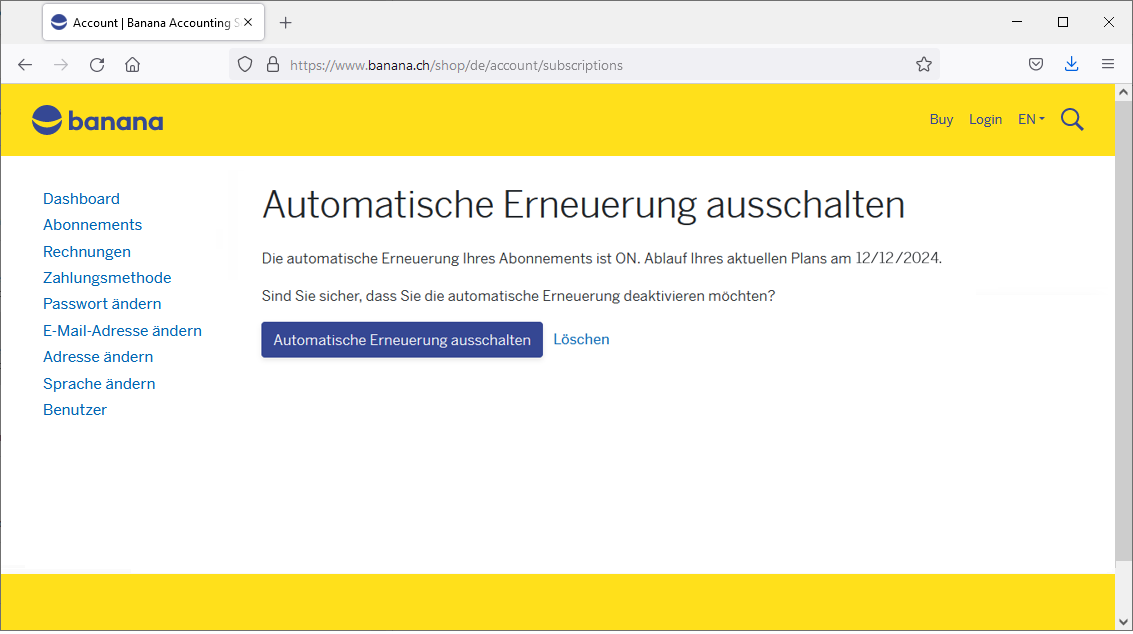 Account | Banana Accounting S
https://www.banana.ch/shop/de/account/subscriptions
banana
Buy Login EN
Dashboard
Abonnements
Rechnungen
Zahlungsmethode
Passwort ändern
E-Mail-Adresse ändern
Adresse ändern
Sprache ändern
Benutzer
Automatische Erneuerung ausschalten
Die automatische Erneuerung Ihres Abonnements ist ON. Ablauf Ihres aktuellen Plans am 12/12/2024.
Sind Sie sicher, dass Sie die automatische Erneuerung deaktivieren möchten?
Automatische Erneuerung ausschalten Löschen